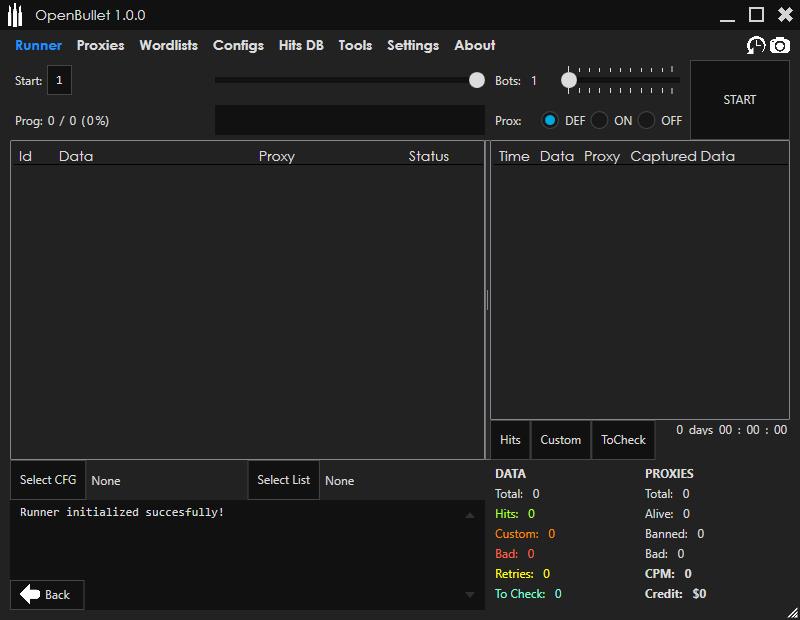 OpenBullet 1.0.0
Runner Proxies Wordlists Configs Hits DB Tools Settings About
Start: 1 Bots: 1
START
Prog: 0 / 0 (0%) Prox: DEF ON OFF
Id Data Proxy Status
Time Data Proxy Captured Data
Hits Custom ToCheck 0 days 00 : 00 : 00
Select CFG None Select List None
Runner initialized succesfully!
Back
DATA
Total: 0
Hits: 0
Custom: 0
Bad: 0
Retries: 0
To Check: 0
PROXIES
Total: 0
Alive: 0
Banned: 0
Bad: 0
CPM: 0
Credit: $0